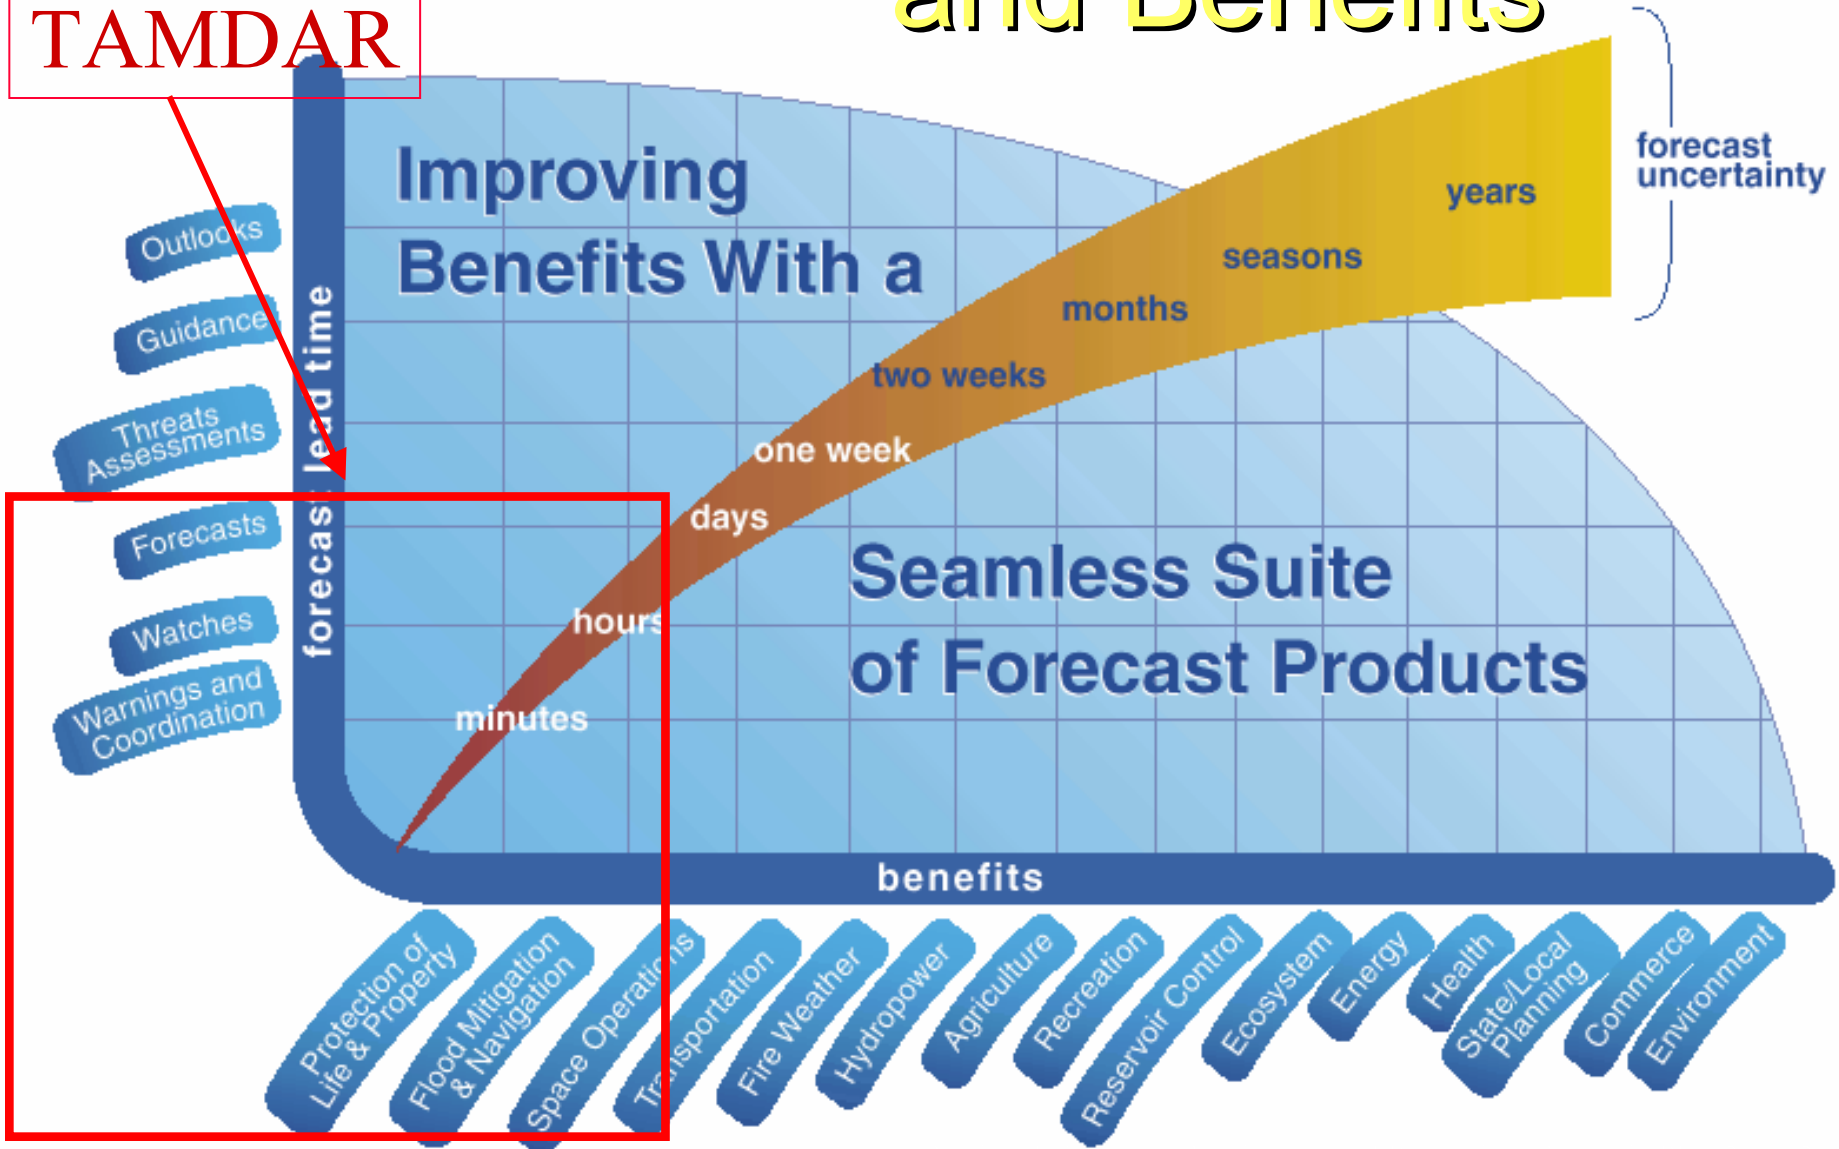 and Benefits
TAMDAR
Improving
Benefits With a
Seamless Suite
of Forecast Products
forecast
uncertainty
years
seasons
months
two weeks
one week
days
hours
minutes
forecast lead time
Outlooks
Guidance
Threats
Assessments
Forecasts
Watches
Warnings and
Coordination
benefits
Protection of
Life & Property
Flood Mitigation
& Navigation
Space Operations
Transportation
Fire Weather
Hydropower
Agriculture
Recreation
Reservoir Control
Ecosystem
Energy
Health
State/Local
Planning
Commerce
Environment